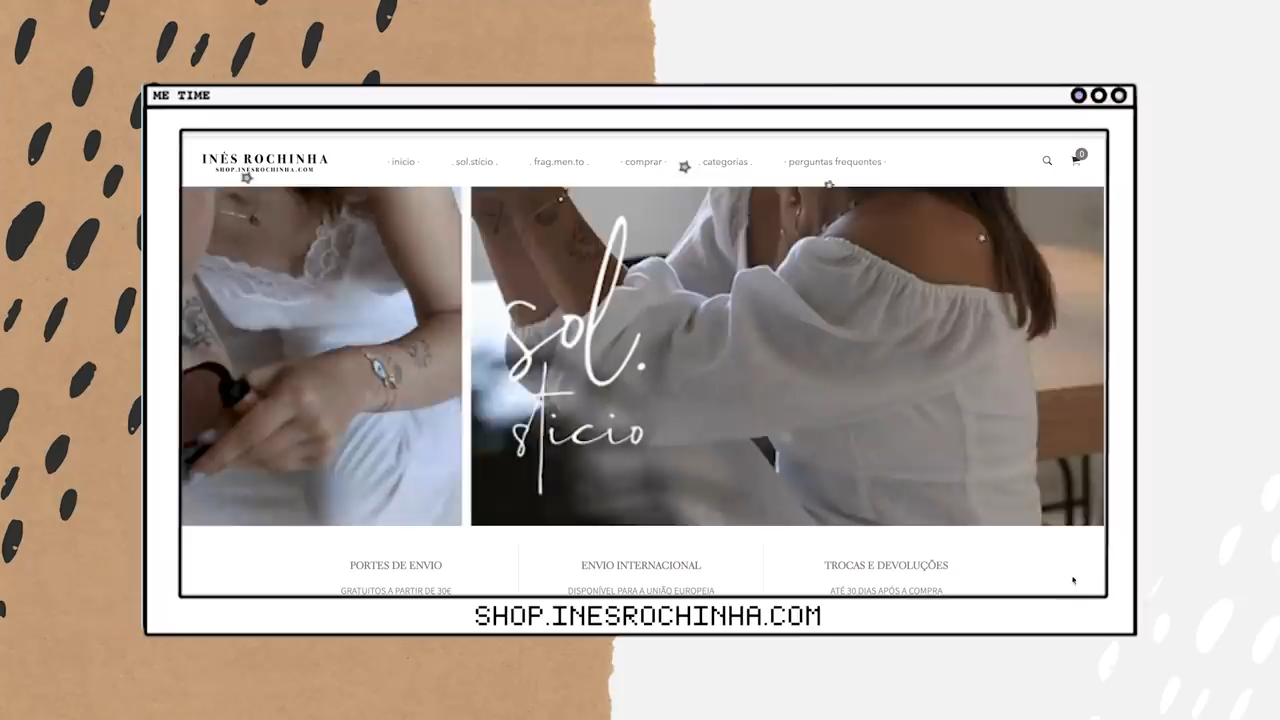 ME TIME
INÊS ROCHINHA
SHOP.INESROCHINHA.COM
· inicio · . sol.stício . . frag.men.to . · comprar · . categorias . · perguntas frequentes ·
0
sol.
sticio
PORTES DE ENVIO
GRATUITOS A PARTIR DE 30€
ENVIO INTERNACIONAL
DISPONÍVEL PARA A UNIÃO EUROPEIA
TROCAS E DEVOLUÇÕES
ATÉ 30 DIAS APÓS A COMPRA
SHOP.INESROCHINHA.COM